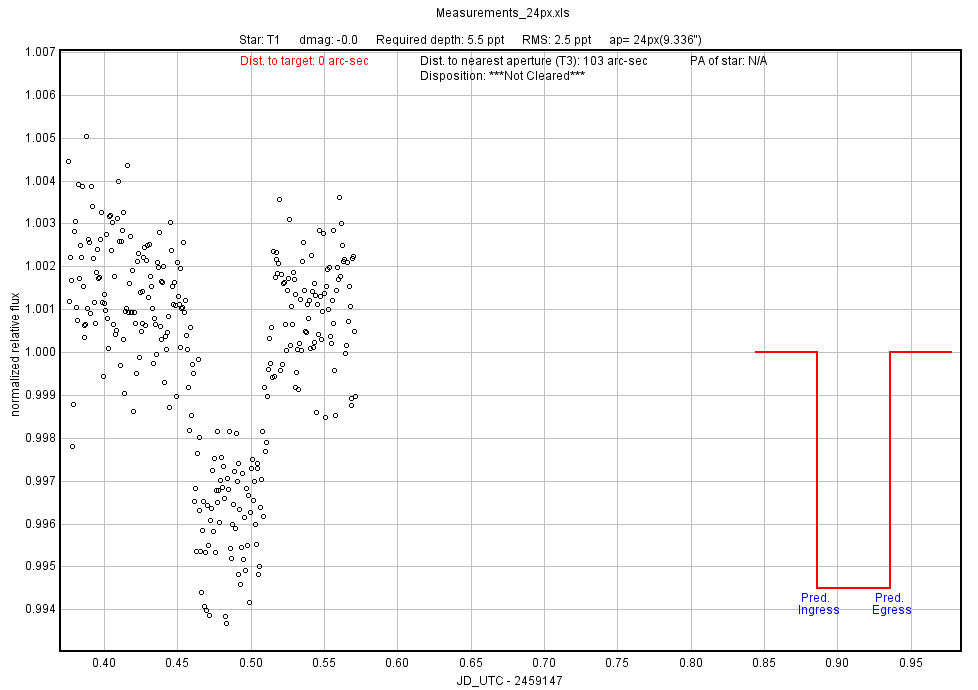 Measurements_24px.xls
Star: T1 dmag: -0.0 Required depth: 5.5 ppt RMS: 2.5 ppt ap= 24px(9.336")
Dist. to target: 0 arc-sec Dist. to nearest aperture (T3): 103 arc-sec PA of star: N/A
Disposition: ***Not Cleared***
normalized relative flux
1.007
1.006
1.005
1.004
1.003
1.002
1.001
1.000
0.999
0.998
0.997
0.996
0.995
0.994
Pred. Pred.
Ingress Egress
0.40 0.45 0.50 0.55 0.60 0.65 0.70 0.75 0.80 0.85 0.90 0.95
JD_UTC - 2459147